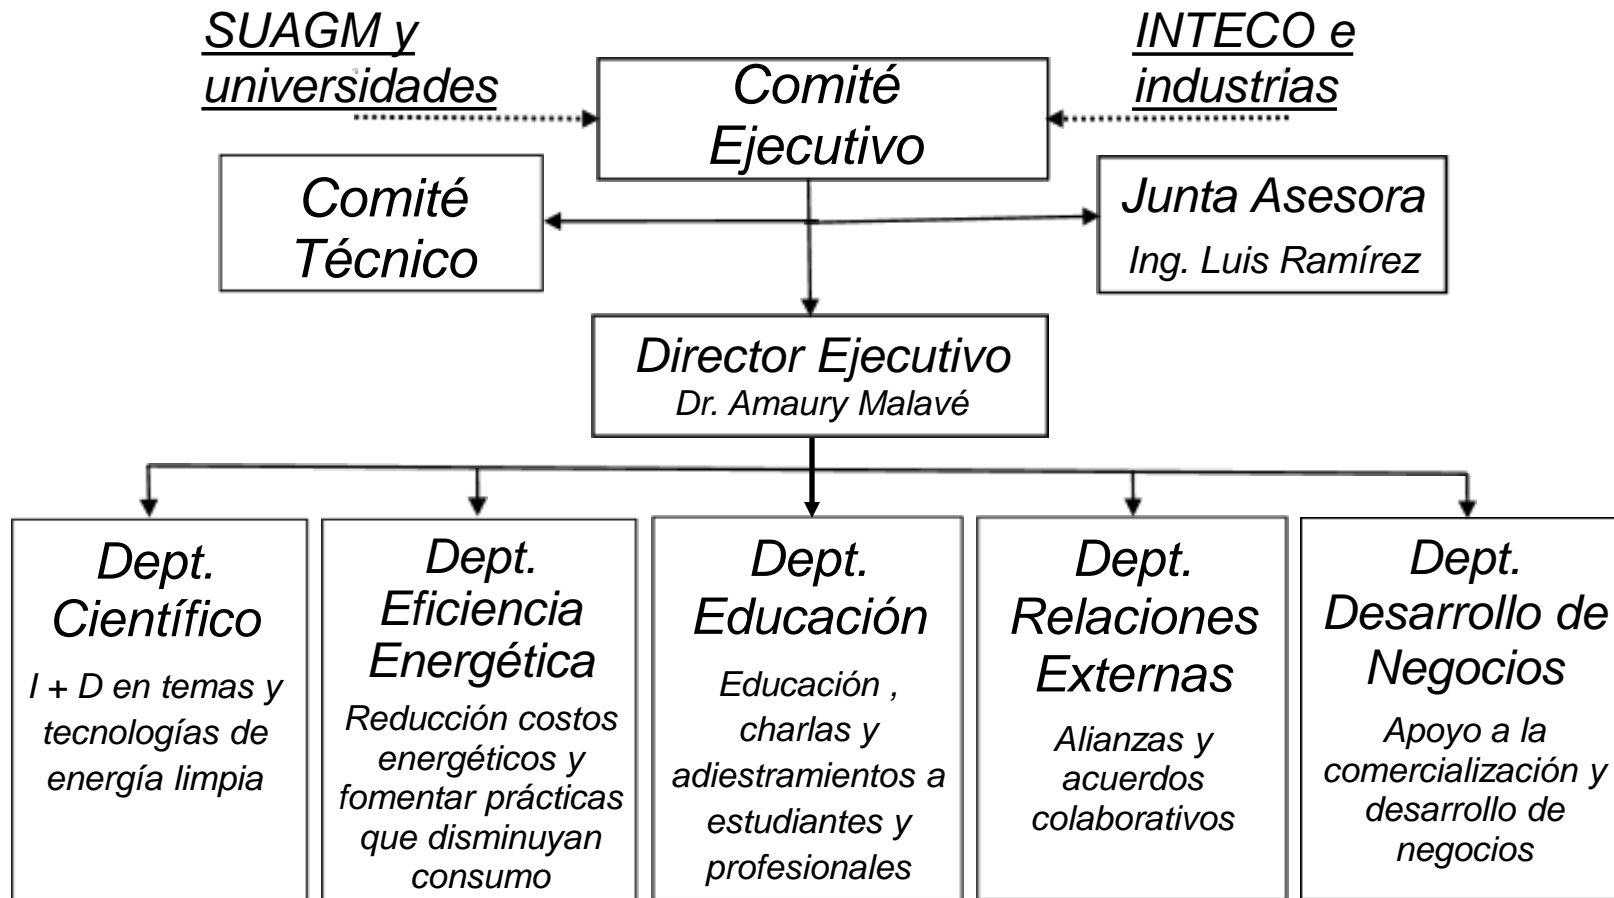 SUAGM y
universidades
INTECO e
industrias
Comité
Ejecutivo
Comité
Técnico
Junta Asesora
Ing. Luis Ramírez
Director Ejecutivo
Dr. Amaury Malavé
Dept.
Científico
I + D en temas y
tecnologías de
energía limpia
Dept.
Eficiencia
Energética
Reducción costos
energéticos y
fomentar prácticas
que disminuyan
consumo
Dept.
Educación
Educación ,
charlas y
adiestramientos a
estudiantes y
profesionales
Dept.
Relaciones
Externas
Alianzas y
acuerdos
colaborativos
Dept.
Desarrollo de
Negocios
Apoyo a la
comercialización y
desarrollo de
negocios